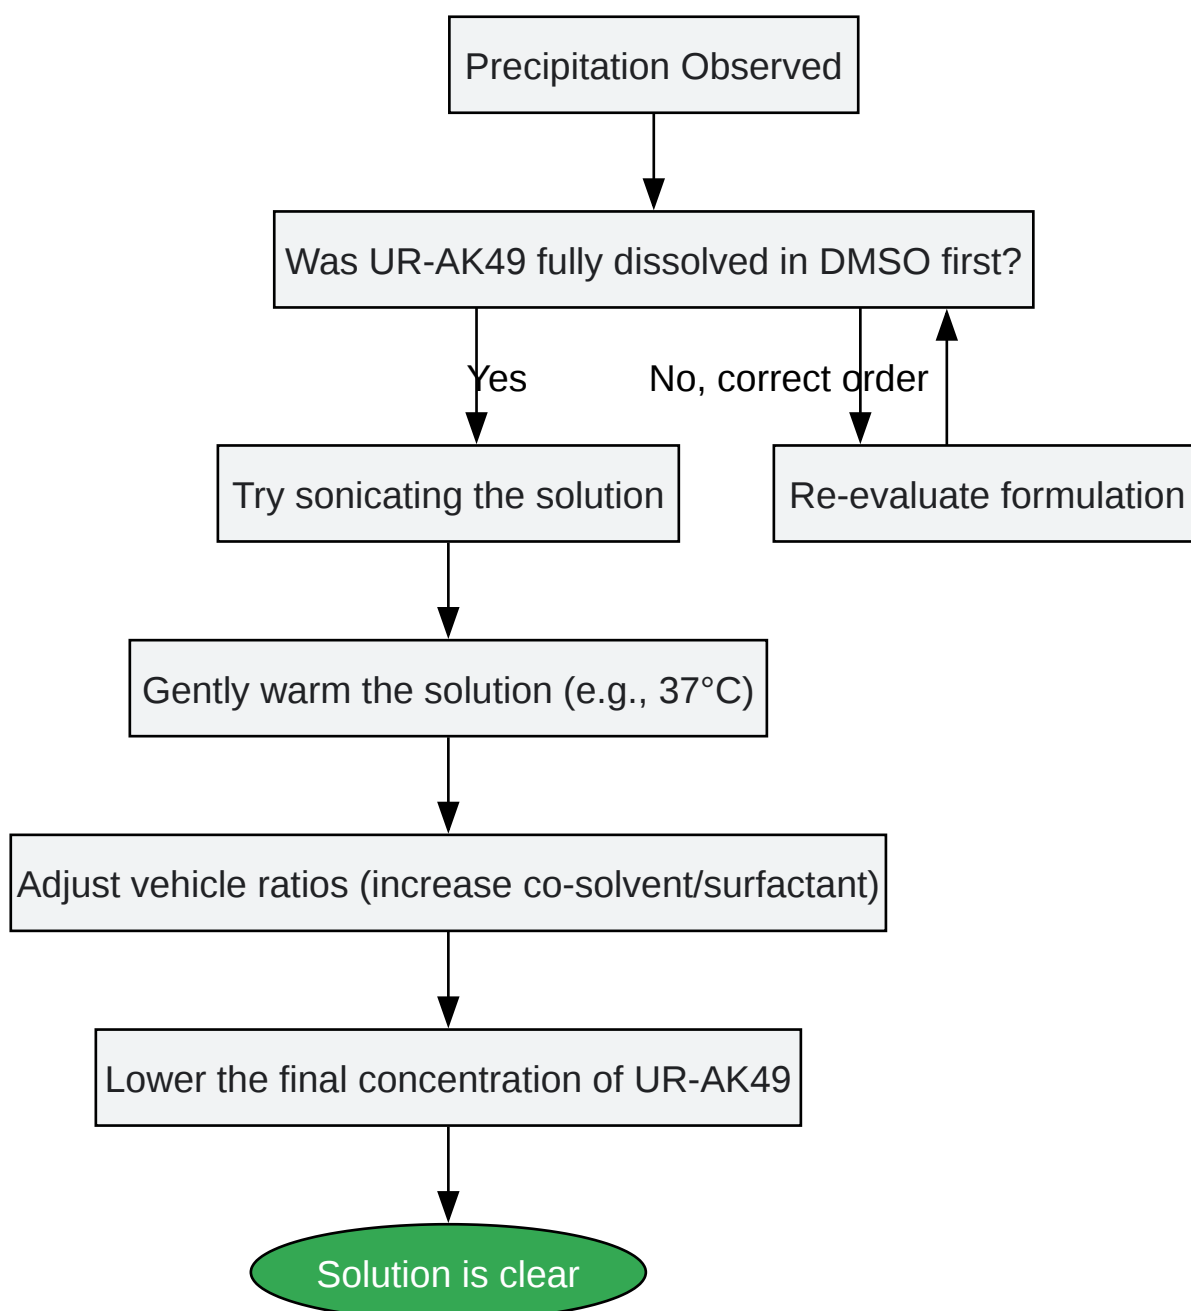 Precipitation Observed
Was UR-AK49 fully dissolved in DMSO first?
Yes
No, correct order
Try sonicating the solution
Re-evaluate formulation
Gently warm the solution (e.g., 37°C)
Adjust vehicle ratios (increase co-solvent/surfactant)
Lower the final concentration of UR-AK49
Solution is clear